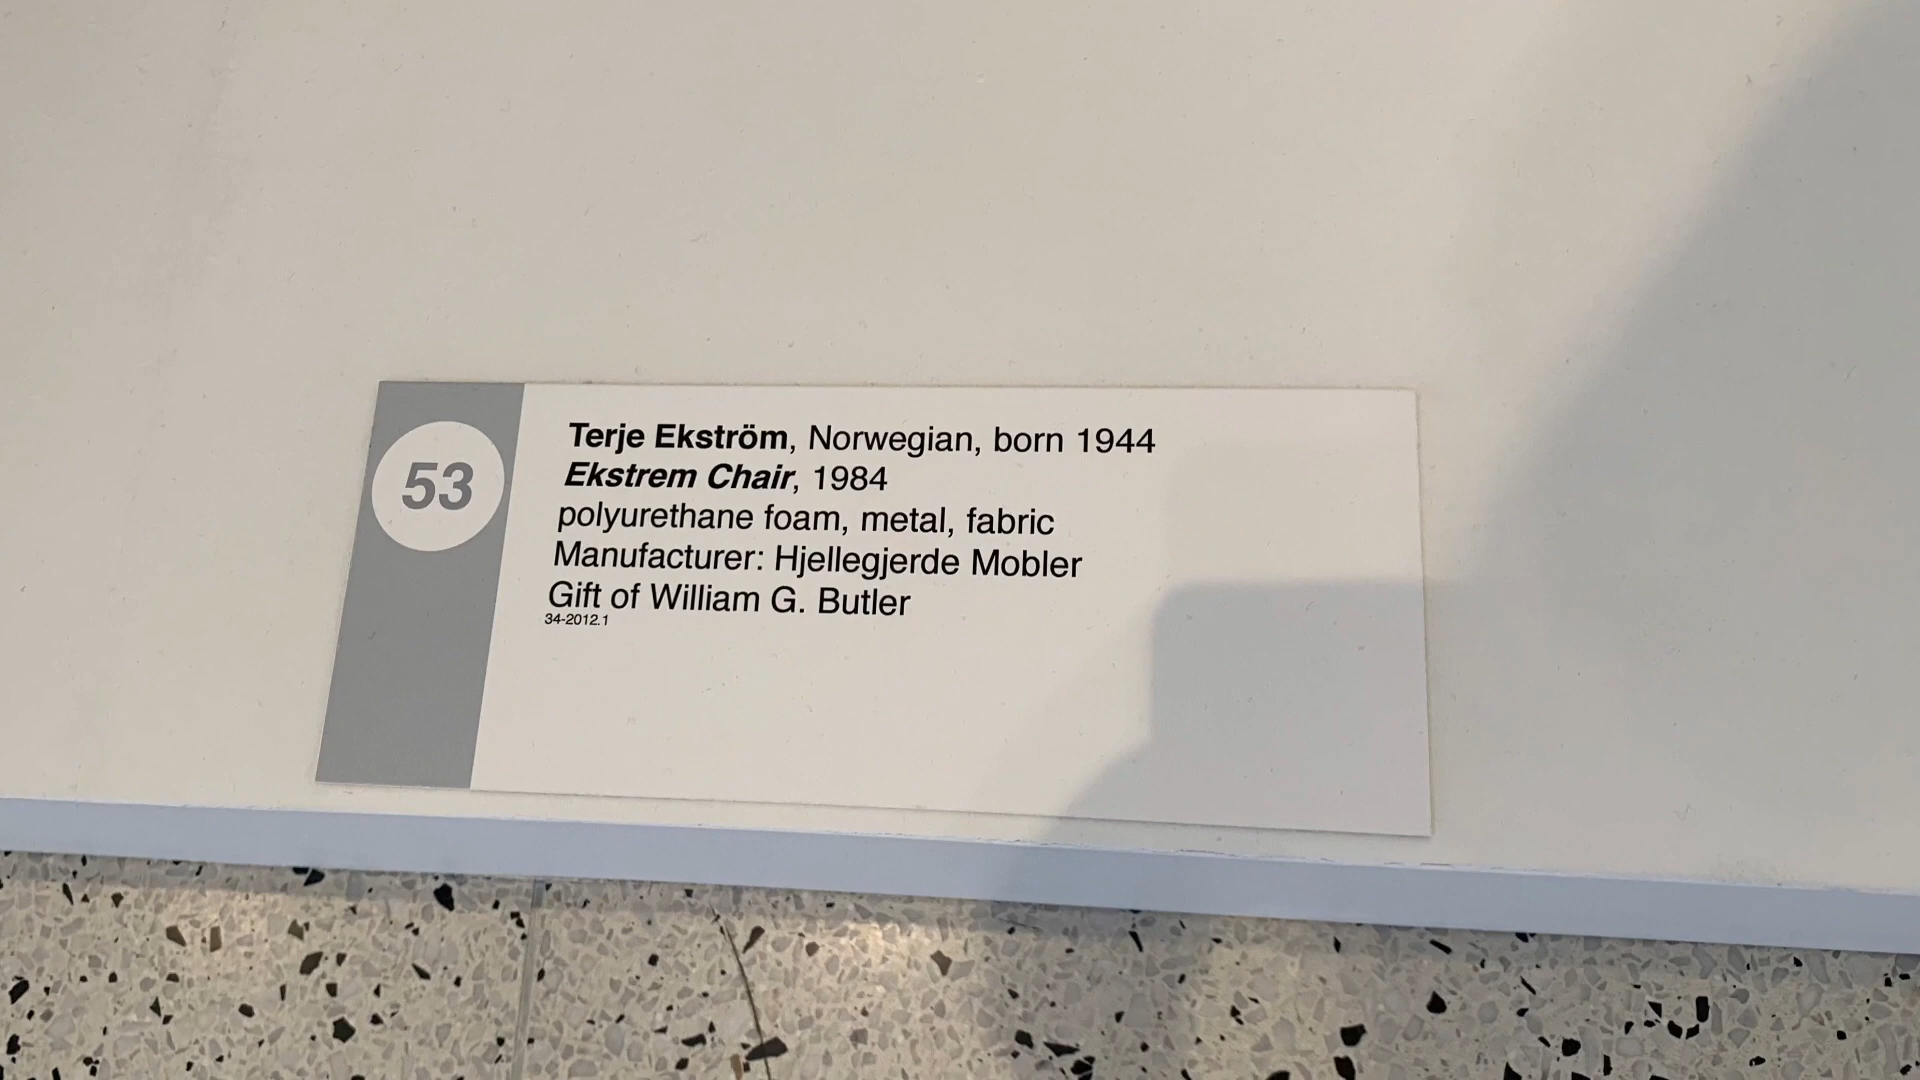 53
Terje Ekström, Norwegian, born 1944
Ekstrem Chair, 1984
polyurethane foam, metal, fabric
Manufacturer: Hjellegjerde Mobler
Gift of William G. Butler
34-2012.1